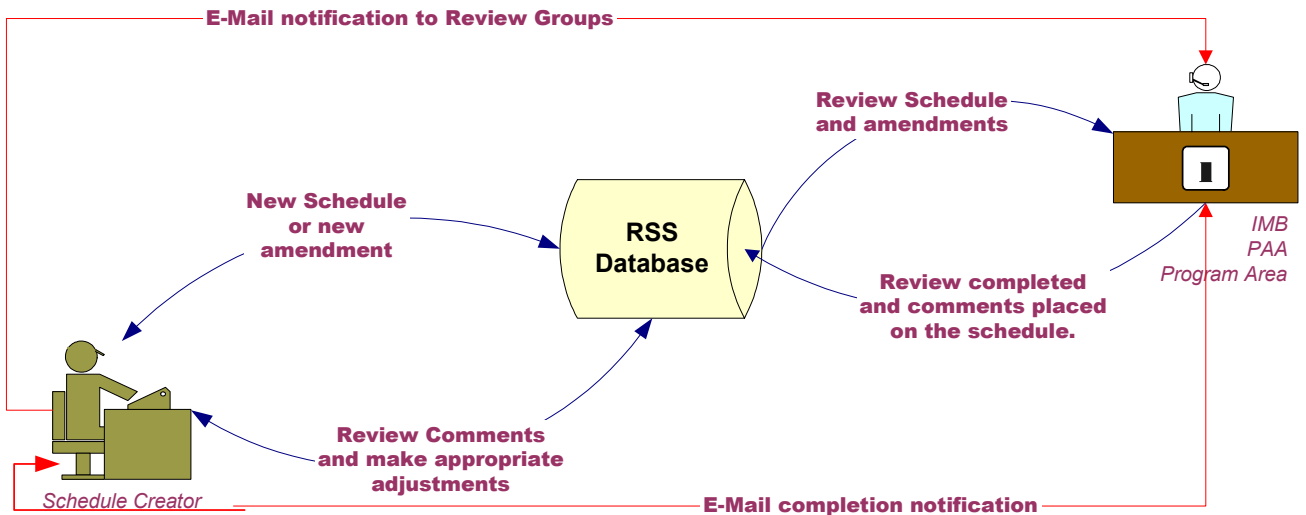 E-Mail notification to Review Groups
Review Schedule
and amendments
New Schedule
or new
amendment
RSS
Database
IMB
PAA
Program Area
Review completed
and comments placed
on the schedule.
Review Comments
and make appropriate
adjustments
Schedule Creator
E-Mail completion notification